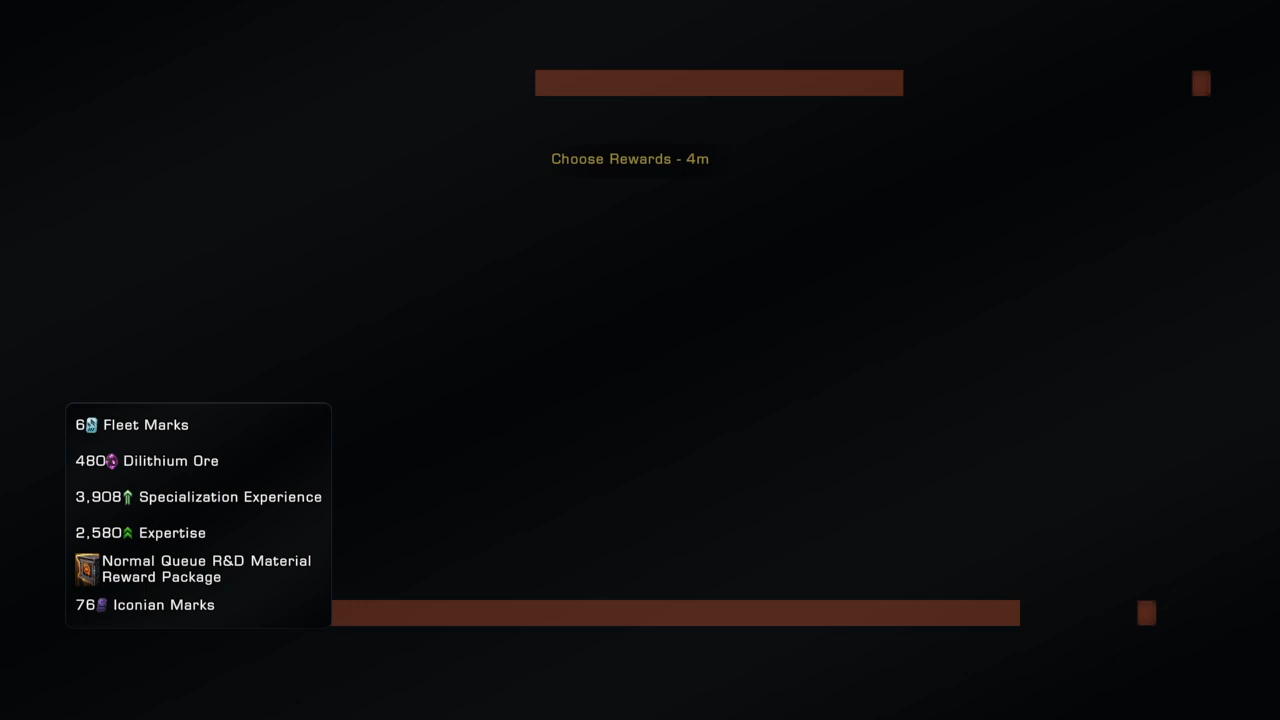 Choose Rewards - 4m
6 Fleet Marks
480 Dilithium Ore
3,908 Specialization Experience
2,580 Expertise
Normal Queue R&D Material
Reward Package
76 Iconian Marks